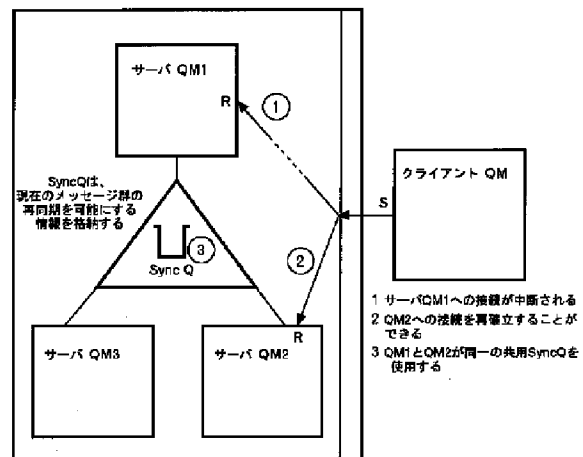 サーバ QM1
R
1
SyncQは、
現在のメッセージ群の
再同期を可能にする
情報を格納する
3
Sync Q
クライアント QM
S
2
サーバ QM3
サーバ QM2
R
1 サーバQM1への接続が中断される
2 QM2への接続を再確立することが
できる
3 QM1とQM2が同一の共用SyncQを
使用する